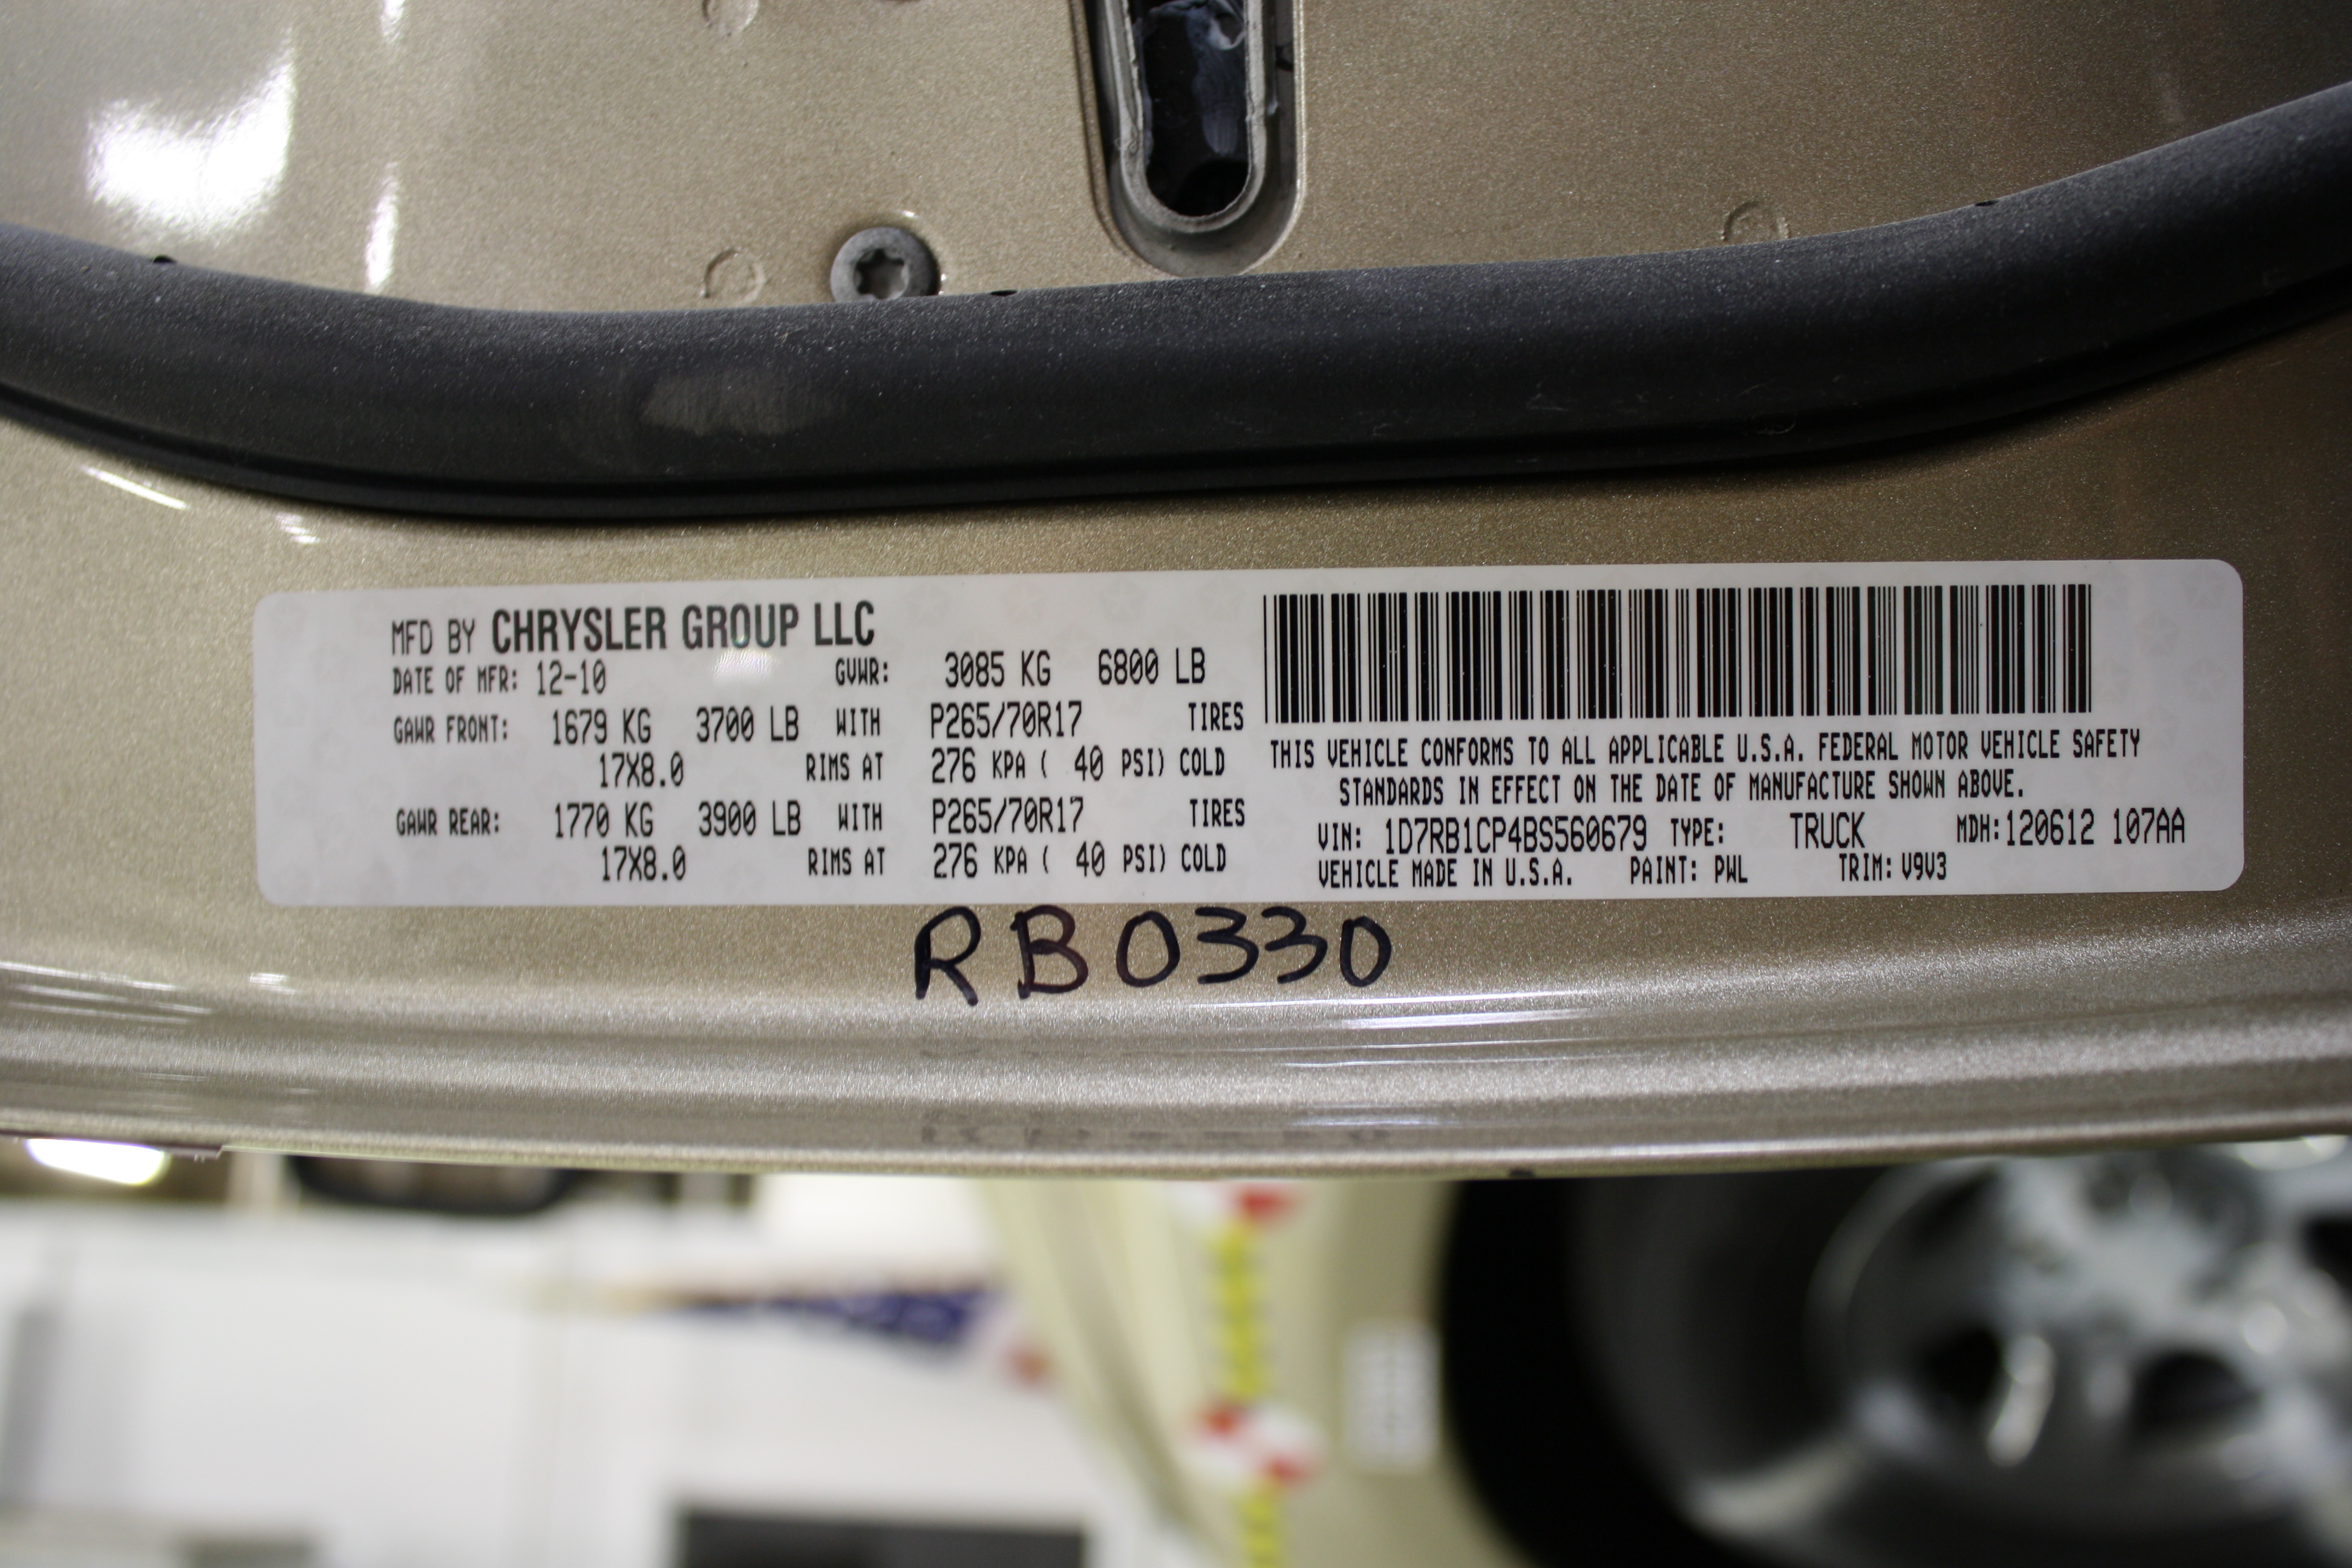 MFD BY CHRYSLER GROUP LLC
DATE OF MFR: 12-10 GVWR: 3085 KG 6800 LB
GAWR FRONT: 1679 KG 3700 LB WITH P265/70R17 TIRES
17X8.0 RIMS AT 276 KPA ( 40 PSI) COLD
GAWR REAR: 1770 KG 3900 LB WITH P265/70R17 TIRES
17X8.0 RIMS AT 276 KPA ( 40 PSI) COLD
THIS VEHICLE CONFORMS TO ALL APPLICABLE U.S.A. FEDERAL MOTOR VEHICLE SAFETY
STANDARDS IN EFFECT ON THE DATE OF MANUFACTURE SHOWN ABOVE.
VIN: 1D7RB1CP4BS560679 TYPE: TRUCK MDH: 120612 107AA
VEHICLE MADE IN U.S.A. PAINT: PWL TRIM: V9V3
RB0330